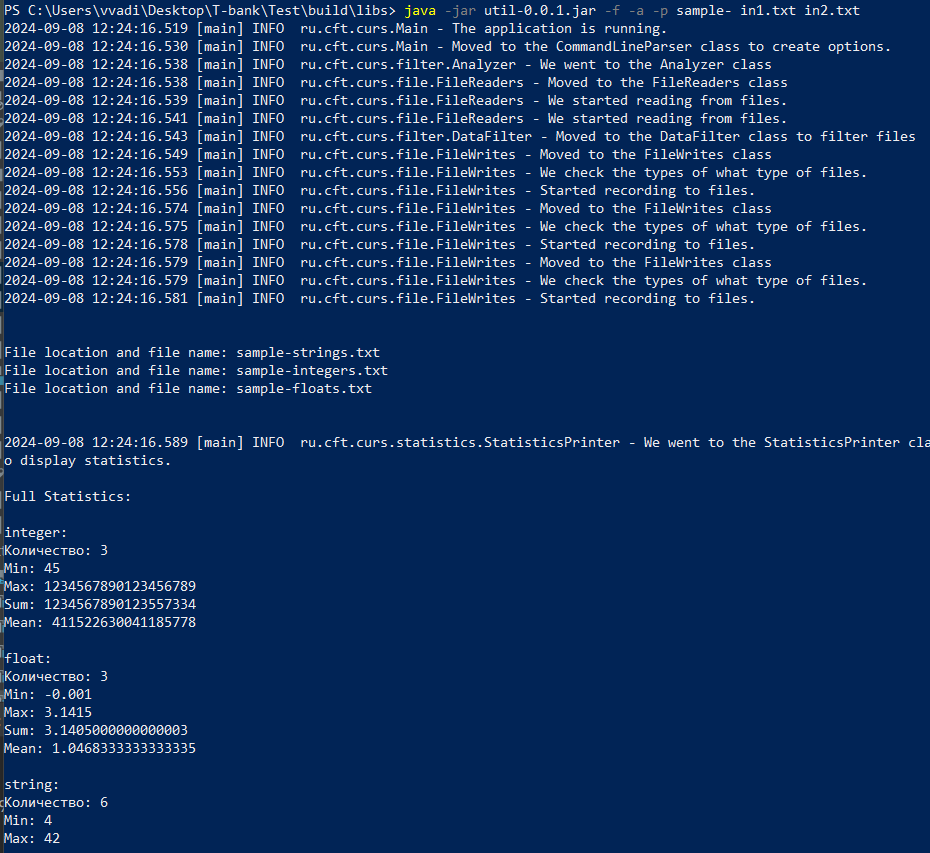 PS C:\Users\vvadi\Desktop\T-bank\Test\build\libs> java -jar util-0.0.1.jar -f -a -p sample- in1.txt in2.txt
2024-09-08 12:24:16.519 [main] INFO  ru.cft.curs.Main - The application is running.
2024-09-08 12:24:16.530 [main] INFO  ru.cft.curs.Main - Moved to the CommandLineParser class to create options.
2024-09-08 12:24:16.538 [main] INFO  ru.cft.curs.filter.Analyzer - We went to the Analyzer class
2024-09-08 12:24:16.538 [main] INFO  ru.cft.curs.file.FileReaders - Moved to the FileReaders class
2024-09-08 12:24:16.539 [main] INFO  ru.cft.curs.file.FileReaders - We started reading from files.
2024-09-08 12:24:16.541 [main] INFO  ru.cft.curs.file.FileReaders - We started reading from files.
2024-09-08 12:24:16.543 [main] INFO  ru.cft.curs.filter.DataFilter - Moved to the DataFilter class to filter files
2024-09-08 12:24:16.549 [main] INFO  ru.cft.curs.file.FileWrites - Moved to the FileWrites class
2024-09-08 12:24:16.553 [main] INFO  ru.cft.curs.file.FileWrites - We check the types of what type of files.
2024-09-08 12:24:16.556 [main] INFO  ru.cft.curs.file.FileWrites - Started recording to files.
2024-09-08 12:24:16.574 [main] INFO  ru.cft.curs.file.FileWrites - Moved to the FileWrites class
2024-09-08 12:24:16.575 [main] INFO  ru.cft.curs.file.FileWrites - We check the types of what type of files.
2024-09-08 12:24:16.578 [main] INFO  ru.cft.curs.file.FileWrites - Started recording to files.
2024-09-08 12:24:16.579 [main] INFO  ru.cft.curs.file.FileWrites - Moved to the FileWrites class
2024-09-08 12:24:16.579 [main] INFO  ru.cft.curs.file.FileWrites - We check the types of what type of files.
2024-09-08 12:24:16.581 [main] INFO  ru.cft.curs.file.FileWrites - Started recording to files.
File location and file name: sample-strings.txt
File location and file name: sample-integers.txt
File location and file name: sample-floats.txt
2024-09-08 12:24:16.589 [main] INFO  ru.cft.curs.statistics.StatisticsPrinter - We went to the StatisticsPrinter cla
o display statistics.
Full Statistics:
integer:
Количество: 3
Min: 45
Max: 1234567890123456789
Sum: 1234567890123557334
Mean: 411522630041185778
float:
Количество: 3
Min: -0.001
Max: 3.1415
Sum: 3.1405000000000003
Mean: 1.0468333333333335
string:
Количество: 6
Min: 4
Max: 42